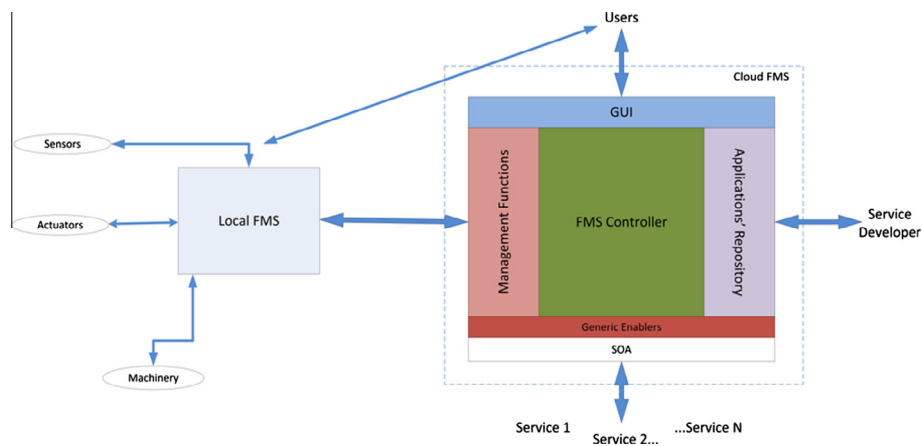 Users
Cloud FMS
GUI
Sensors
Management Functions
FMS Controller
Applications' Repository
Local FMS
Actuators
Service
Developer
Generic Enablers
SOA
Machinery
Service 1
Service 2...
...Service N